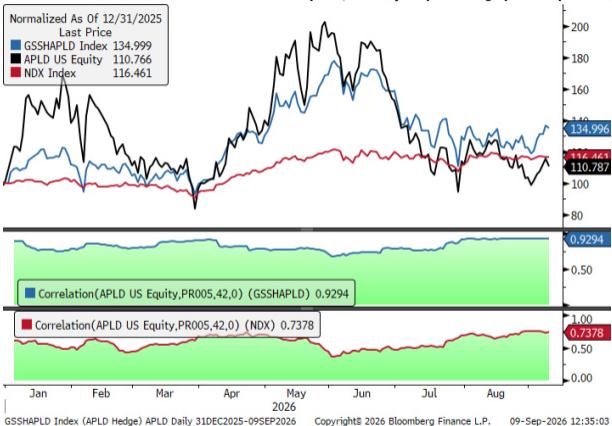 Normalized As Of 12/31/2025
Last Price
GSSHAPLD Index 134.999
APLD US Equity 110.766
NDX Index 116.461
200
180
160
140
134.996
116.461
110.787
100
80
0.9294
0.50
Correlation(APLD US Equity,PR005,42,0) (GSSHAPLD) 0.9294
Correlation(APLD US Equity,PR005,42,0) (NDX) 0.7378
1.00
0.7378
0.50
0.00
Jan Feb Mar Apr May Jun Jul Aug
2026
GSSHAPLD Index (APLD Hedge) APLD Daily 31DEC2025-09SEP2026 Copyright© 2026 Bloomberg Finance L.P. 09-Sep-2026 12:35:03